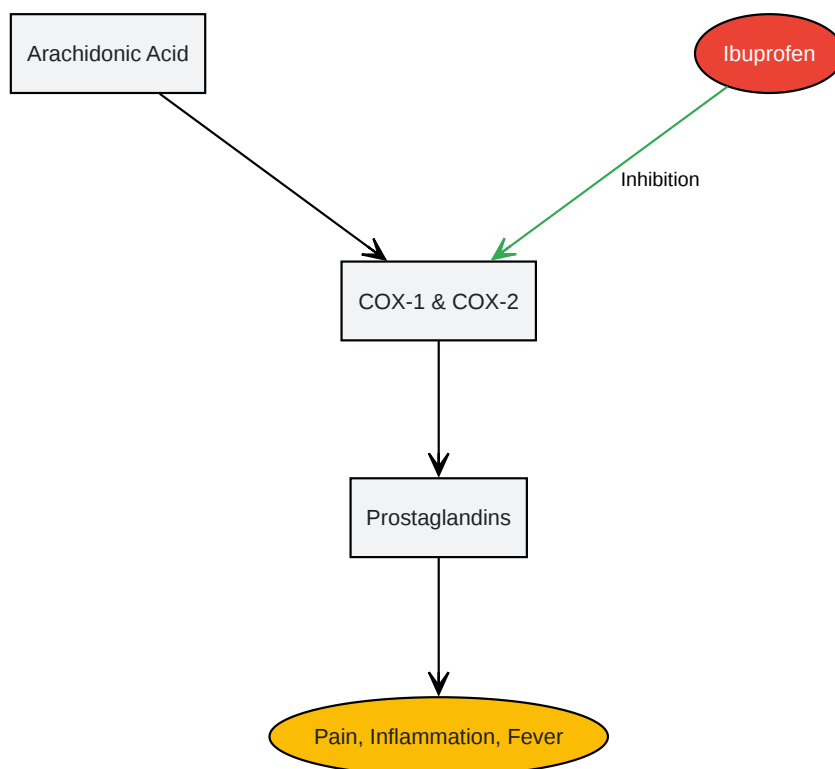 Arachidonic Acid
Ibuprofen
Inhibition
COX-1 & COX-2
Prostaglandins
Pain, Inflammation, Fever